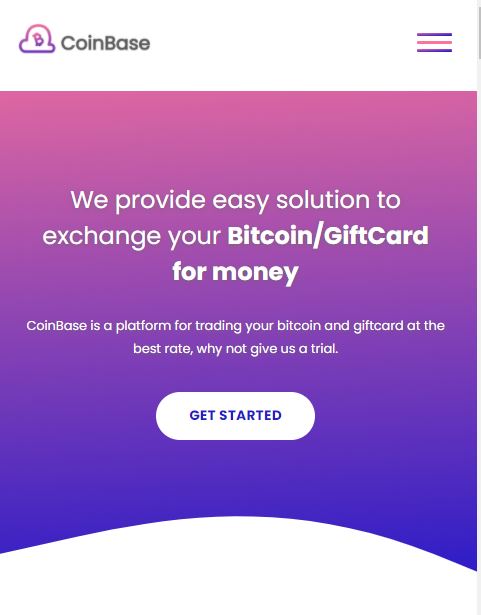 CoinBase
We provide easy solution to
exchange your Bitcoin/GiftCard
for money
CoinBase is a platform for trading your bitcoin and giftcard at the
best rate, why not give us a trial.
GET STARTED